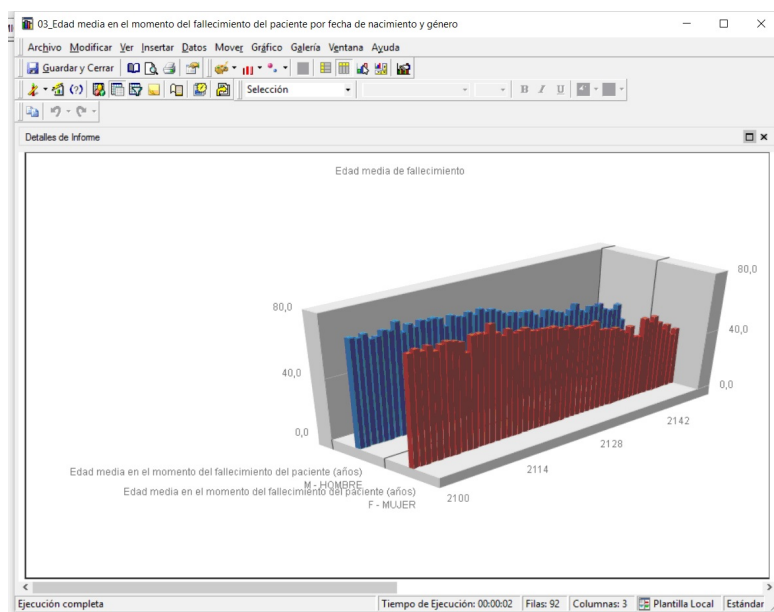 03_Edad media en el momento del fallecimiento del paciente por fecha de nacimiento y género
Archivo Modificar Ver Insertar Datos Mover Gráfico Galería Ventana Ayuda
Guardar y Cerrar
Selección
B I U
Detalles de Informe
Edad media de fallecimiento
80,0
40,0
0,0
80,0
40,0
0,0
Edad media en el momento del fallecimiento del paciente (años)
M - HOMBRE
Edad media en el momento del fallecimiento del paciente (años)
F - MUJER
2100
2114
2128
2142
Ejecución completa
Tiempo de Ejecución: 00:00:02 Filas: 92 Columnas: 3 Plantilla Local Estándar